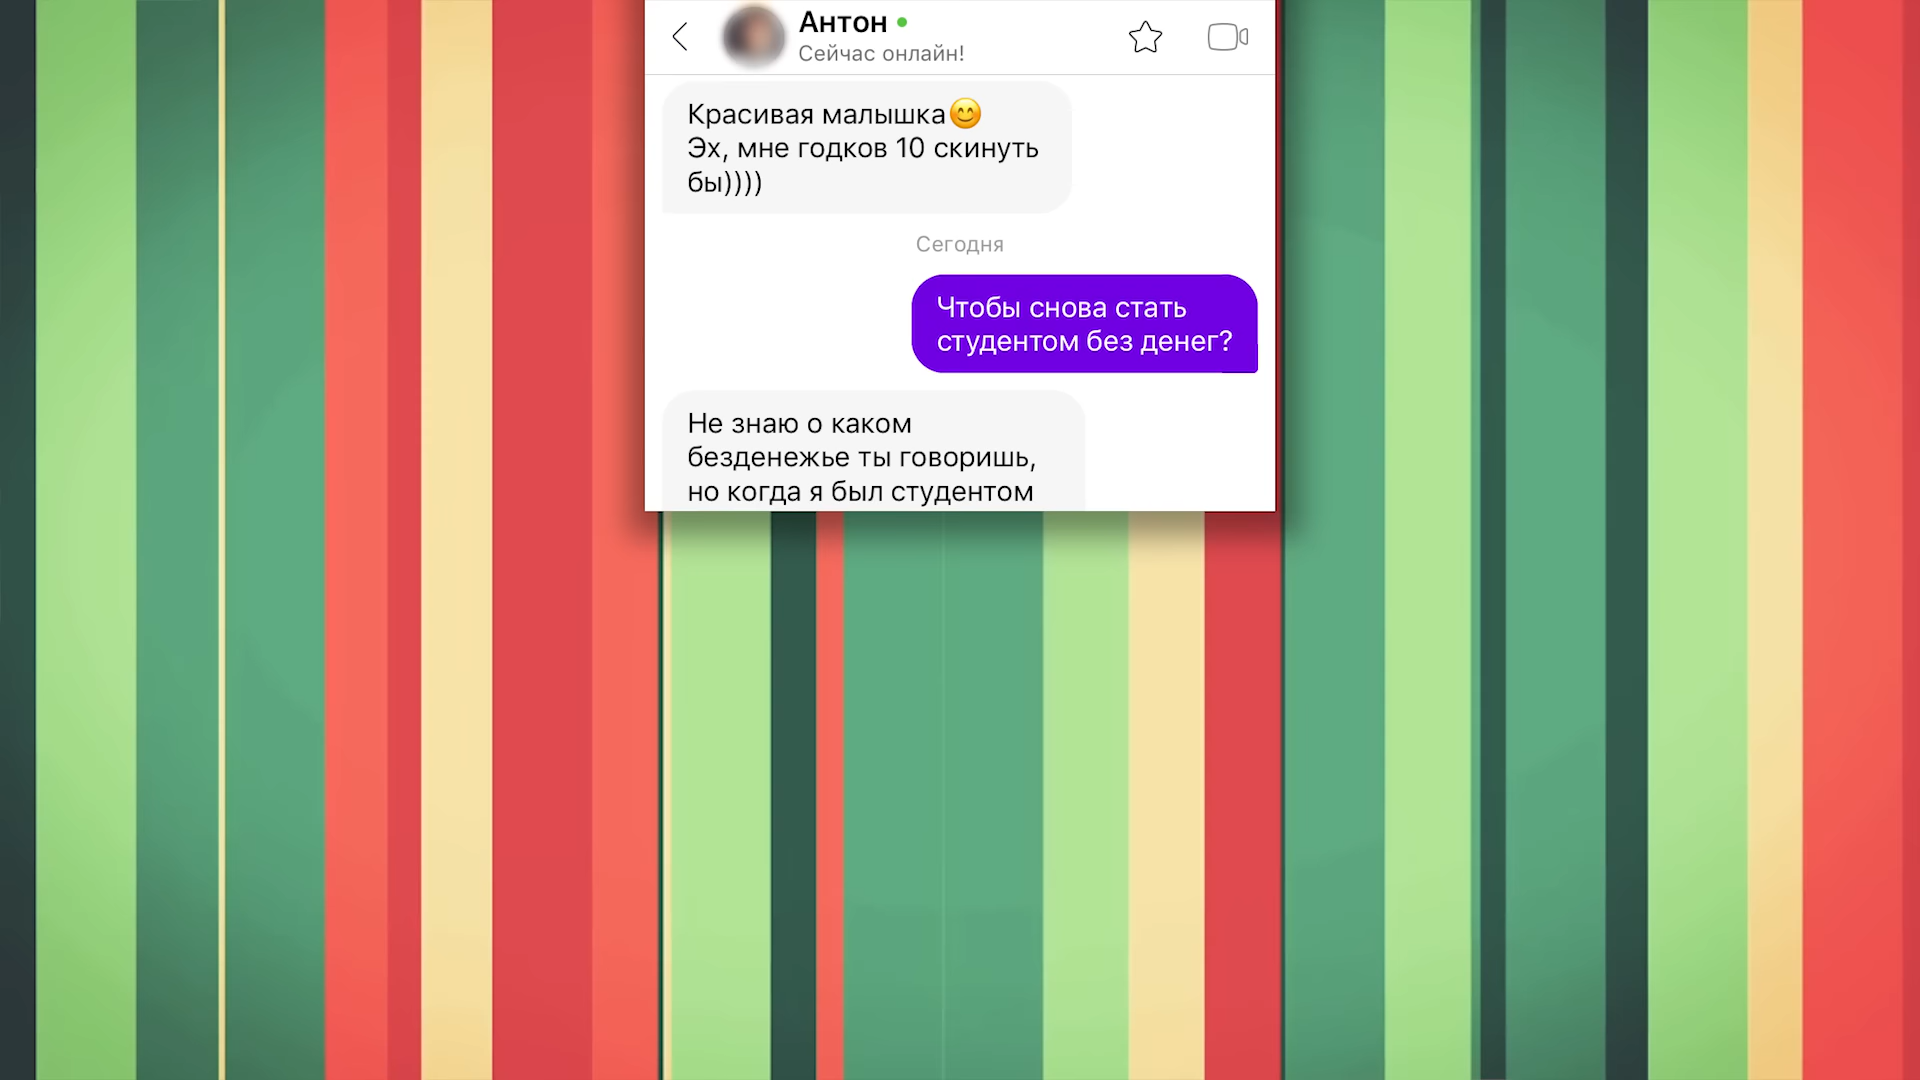 Антон
Сейчас онлайн!
Красивая малышка😊
Эх, мне годков 10 скинуть
бы))))
Сегодня
Чтобы снова стать
студентом без денег?
Не знаю о каком
безденежье ты говоришь,
но когда я был студентом